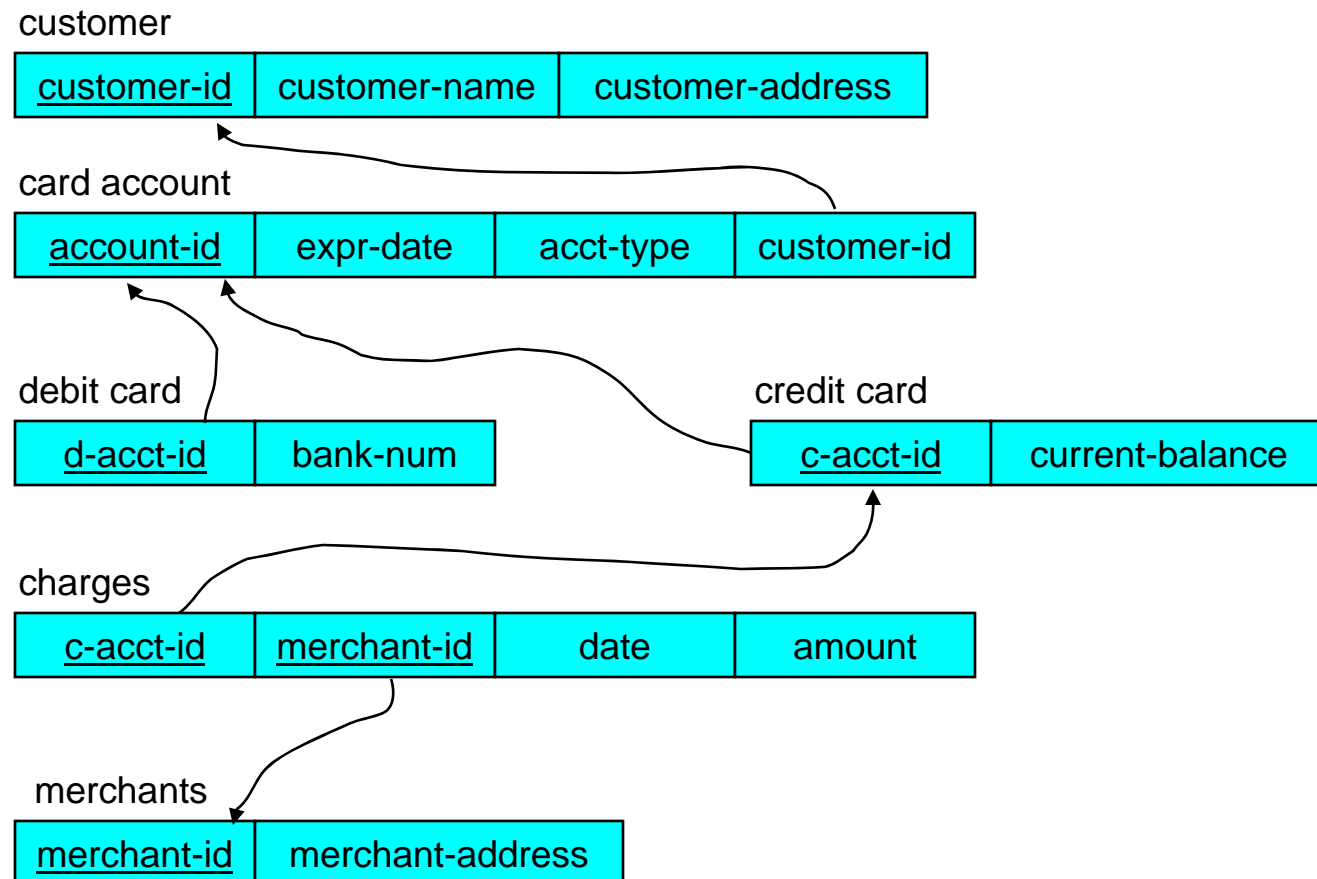 customer
customer-id customer-name customer-address
card account
account-id expr-date acct-type customer-id
debit card credit card
d-acct-id bank-num c-acct-id current-balance
charges
c-acct-id merchant-id date amount
merchants
merchant-id merchant-address